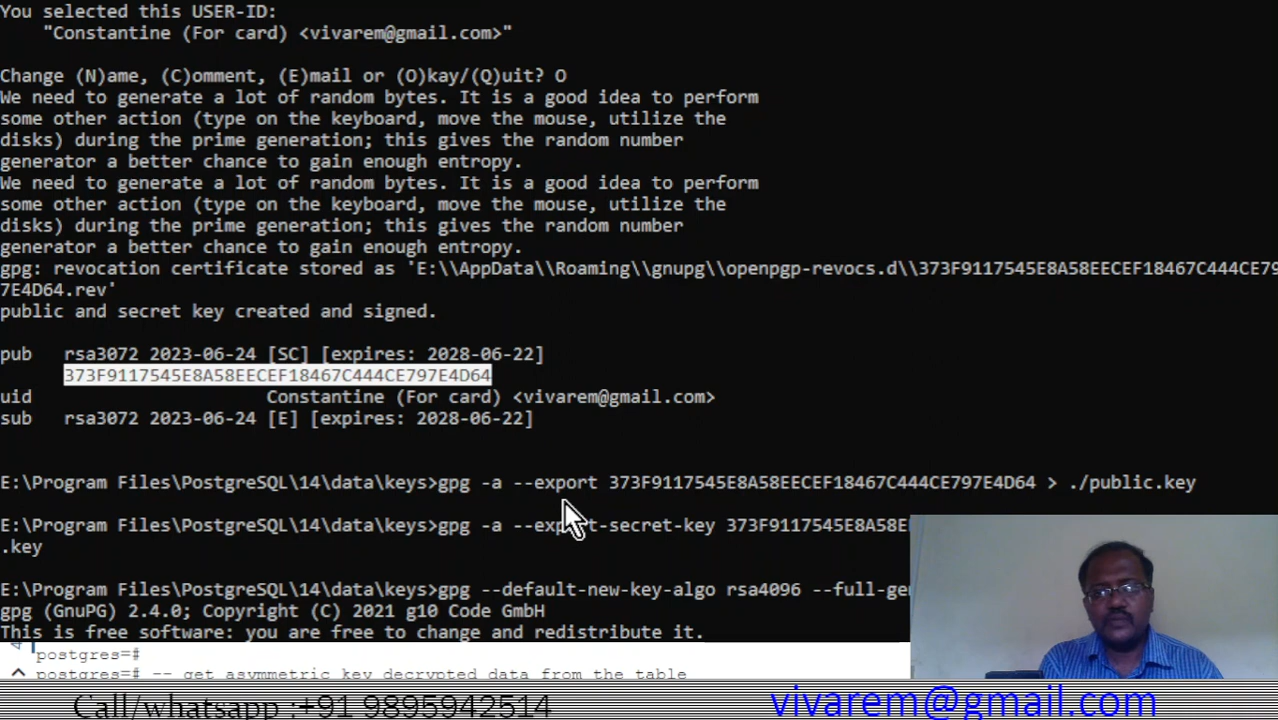 You selected this USER-ID:
"Constantine (For card) <vivarem@gmail.com>"
Change (N)ame, (C)omment, (E)mail or (O)kay/(Q)uit? O
We need to generate a lot of random bytes. It is a good idea to perform
some other action (type on the keyboard, move the mouse, utilize the
disks) during the prime generation; this gives the random number
generator a better chance to gain enough entropy.
We need to generate a lot of random bytes. It is a good idea to perform
some other action (type on the keyboard, move the mouse, utilize the
disks) during the prime generation; this gives the random number
generator a better chance to gain enough entropy.
gpg: revocation certificate stored as 'E:\\AppData\\Roaming\\gnupg\\openpgp-revocs.d\\373F9117545E8A58EECEF18467C444CE79
7E4D64.rev'
public and secret key created and signed.
pub rsa3072 2023-06-24 [SC] [expires: 2028-06-22]
373F9117545E8A58EECEF18467C444CE797E4D64
uid Constantine (For card) <vivarem@gmail.com>
sub rsa3072 2023-06-24 [E] [expires: 2028-06-22]
E:\Program Files\PostgreSQL\14\data\keys>gpg -a --export 373F9117545E8A58EECEF18467C444CE797E4D64 > ./public.key
E:\Program Files\PostgreSQL\14\data\keys>gpg -a --export-secret-key 373F9117545E8A58E
.key
E:\Program Files\PostgreSQL\14\data\keys>gpg --default-new-key-algo rsa4096 --full-ge
gpg (GnuPG) 2.4.0; Copyright (C) 2021 g10 Code GmbH
This is free software: you are free to change and redistribute it.
postgres=#
postgres=# -- get asymmetric key decrypted data from the table
Call/whatsapp :+91 9895942514 vivarem@gmail.com